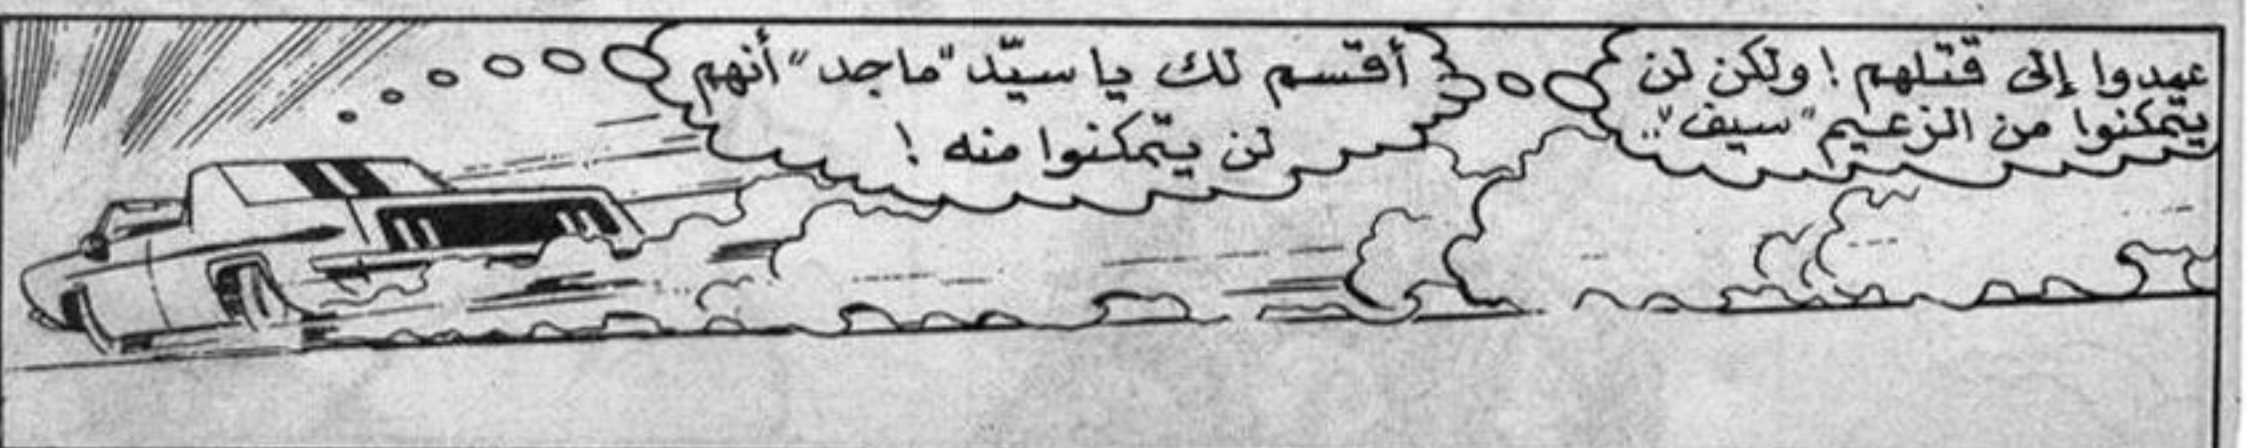 عمدوا إلى قتلهم! ولكن لن
يتمكنوا من الزعيم "سيف"..
أقسم لك يا سيّد "ماجد" أنهم
لن يتمكنوا منه!